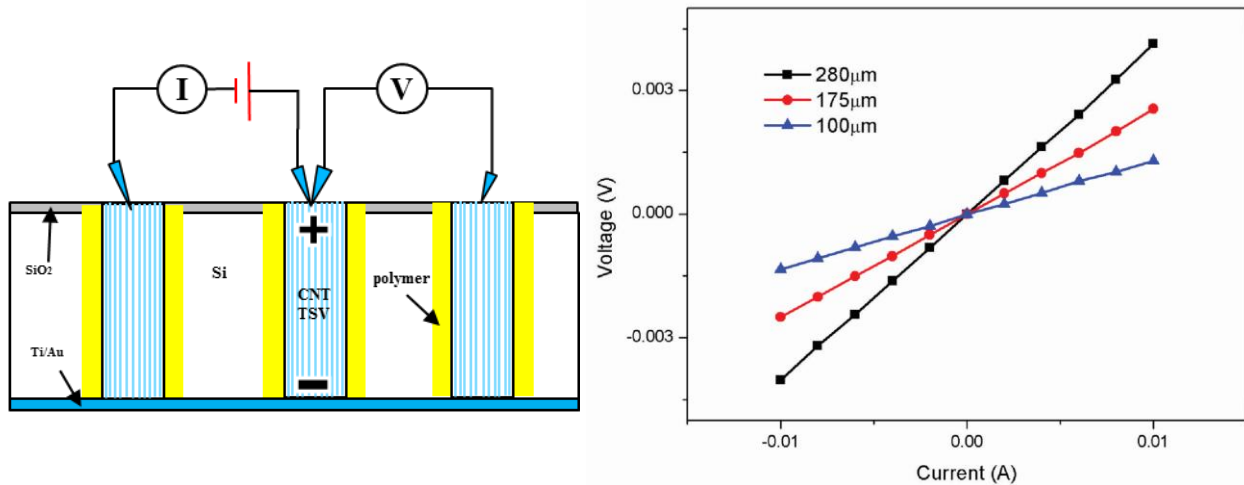 I
V
SiO2
Si
+
CNT
TSV
polymer
Ti/Au
−
280μm
175μm
100μm
0.003
0.000
-0.003
Voltage (V)
-0.01
0.00
0.01
Current (A)